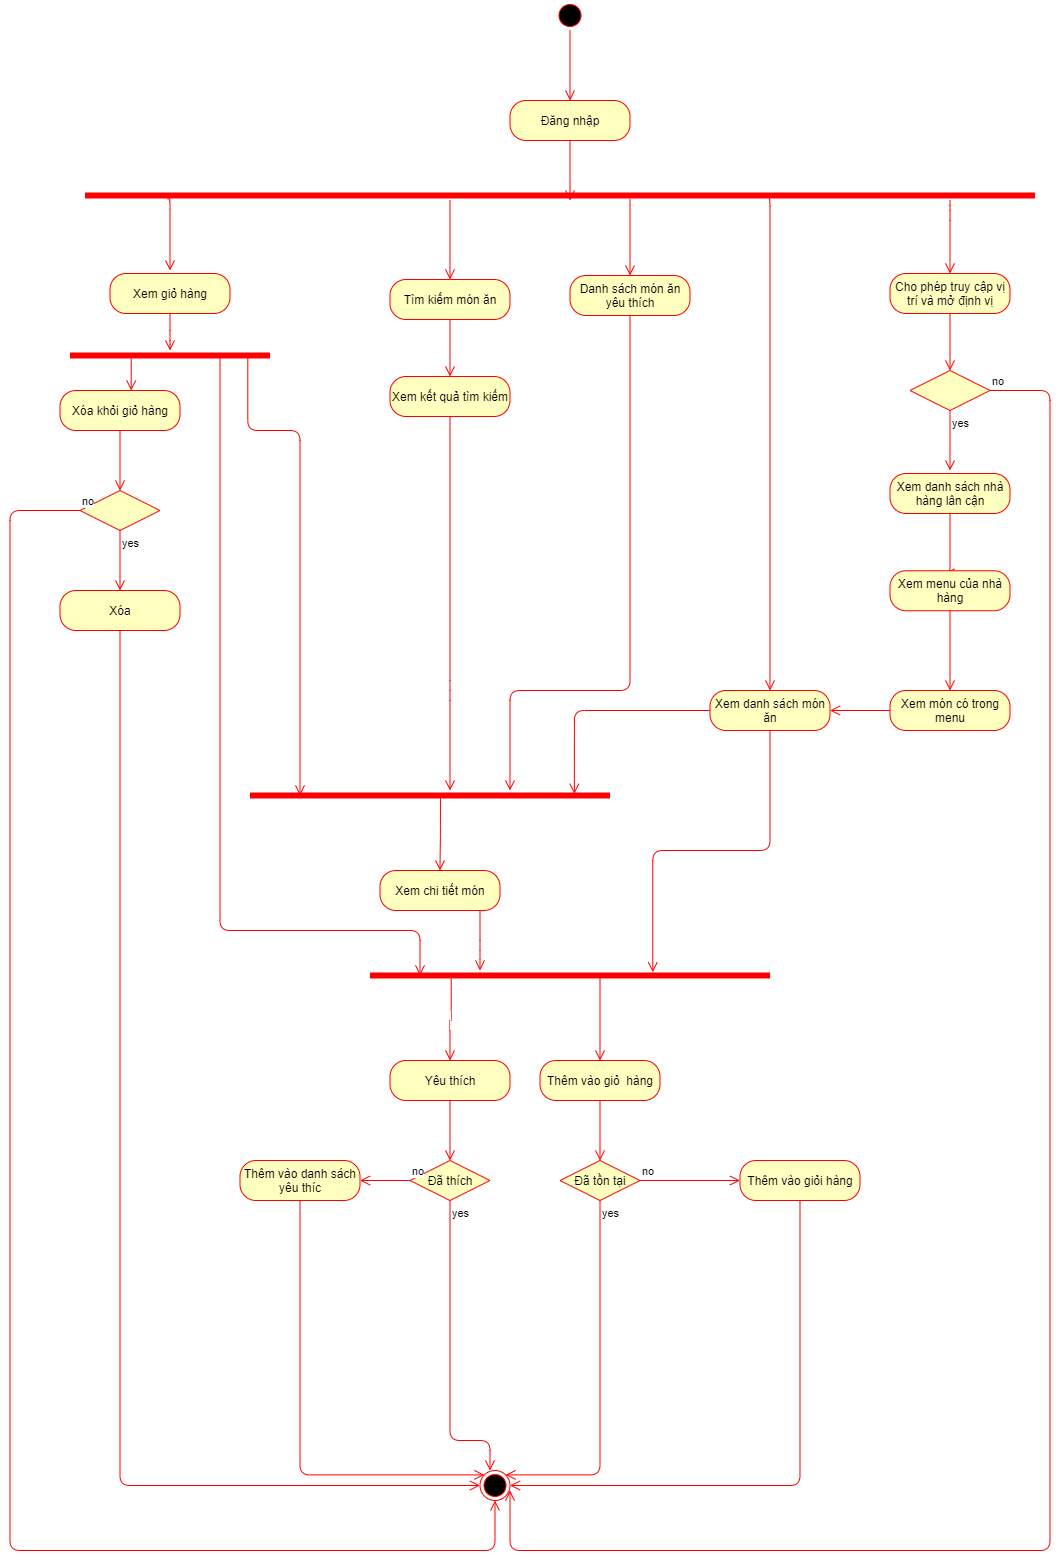 Đăng nhập
Xem giỏ hàng
Tìm kiếm món ăn
Danh sách món ăn
yêu thích
Cho phép truy cập vị
trí và mở định vị
no
yes
Xóa khỏi giỏ hàng
Xem kết quả tìm kiếm
no
yes
Xem danh sách nhà
hàng lân cận
Xóa
Xem menu của nhà
hàng
Xem danh sách món
ăn
Xem món có trong
menu
Xem chi tiết món
Yêu thích
Thêm vào giỏ  hàng
Thêm vào danh sách
yêu thíc
no
Đã thích
yes
Đã tồn tại
no
yes
Thêm vào giỏi hàng